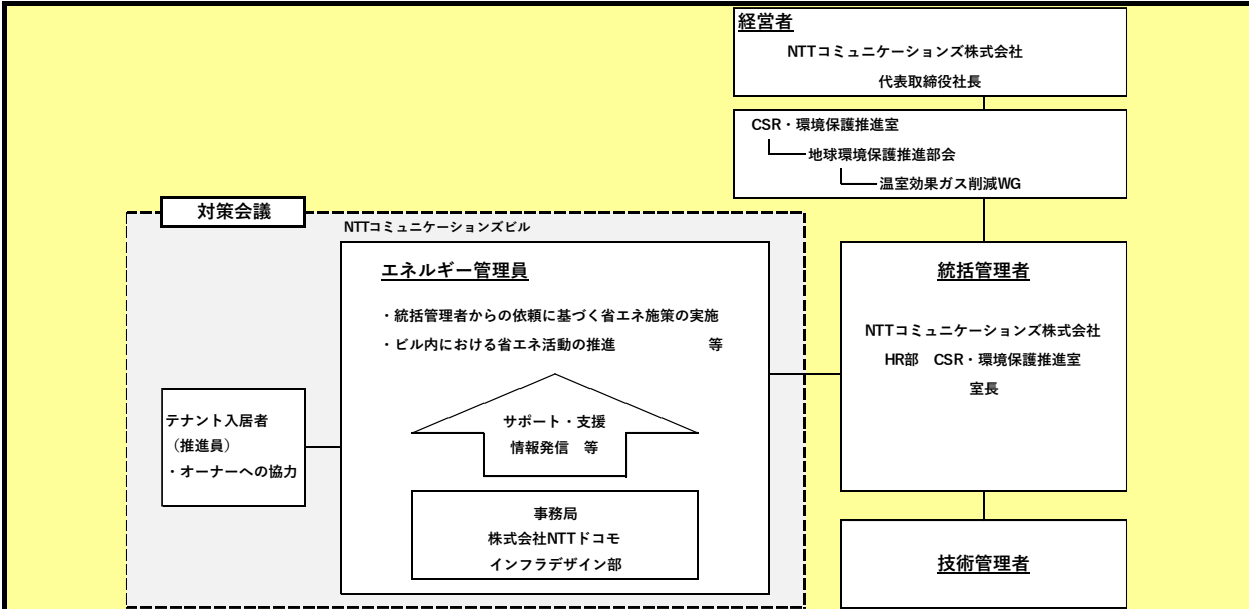 経営者
NTTコミュニケーションズ株式会社
代表取締役社長
CSR・環境保護推進室
地球環境保護推進部会
温室効果ガス削減WG
対策会議
NTTコミュニケーションズビル
エネルギー管理員
・統括管理者からの依頼に基づく省エネ施策の実施
・ビル内における省エネ活動の推進　　　　　　等
サポート・支援
情報発信　等
事務局
株式会社NTTドコモ
インフラデザイン部
テナント入居者
（推進員）
・オーナーへの協力
統括管理者
NTTコミュニケーションズ株式会社
HR部　CSR・環境保護推進室
室長
技術管理者